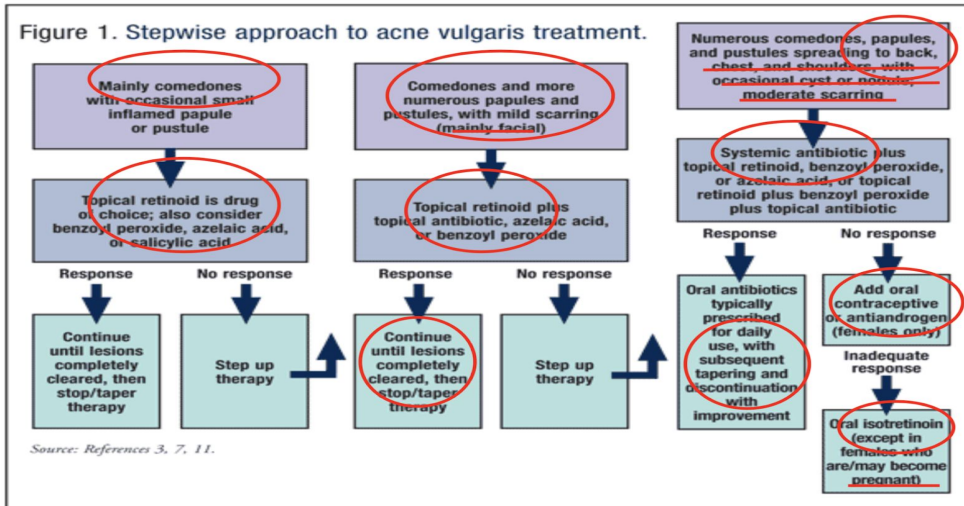 Figure 1. Stepwise approach to acne vulgaris treatment.
Mainly comedones
with occasional small
inflamed papule
or pustule
Topical retinoid is drug
of choice; also consider
benzoyl peroxide, azelaic acid,
or salicylic acid
Response
No response
Continue
until lesions
completely
cleared, then
stop/taper
therapy
Step up
therapy
Comedones and more
numerous papules and
pustules, with mild scarring
(mainly facial)
Topical retinoid plus
topical antibiotic, azelaic acid,
or benzoyl peroxide
Response
No response
Continue
until lesions
completely
cleared, then
stop/taper
therapy
Step up
therapy
Numerous comedones, papules,
and pustules spreading to back,
chest, and shoulders, with
occasional cyst or nodule,
moderate scarring
Systemic antibiotic plus
topical retinoid, benzoyl peroxide,
or azelaic acid, or topical
retinoid plus benzoyl peroxide
plus topical antibiotic
Response
No response
Oral antibiotics
typically
prescribed
for daily
use, with
subsequent
tapering and
discontinuation
with
improvement
Add oral
contraceptive
or antiandrogen
(females only)
Inadequate
response
Oral isotretinoin
(except in
females who
are/may become
pregnant)
Source: References 3, 7, 11.